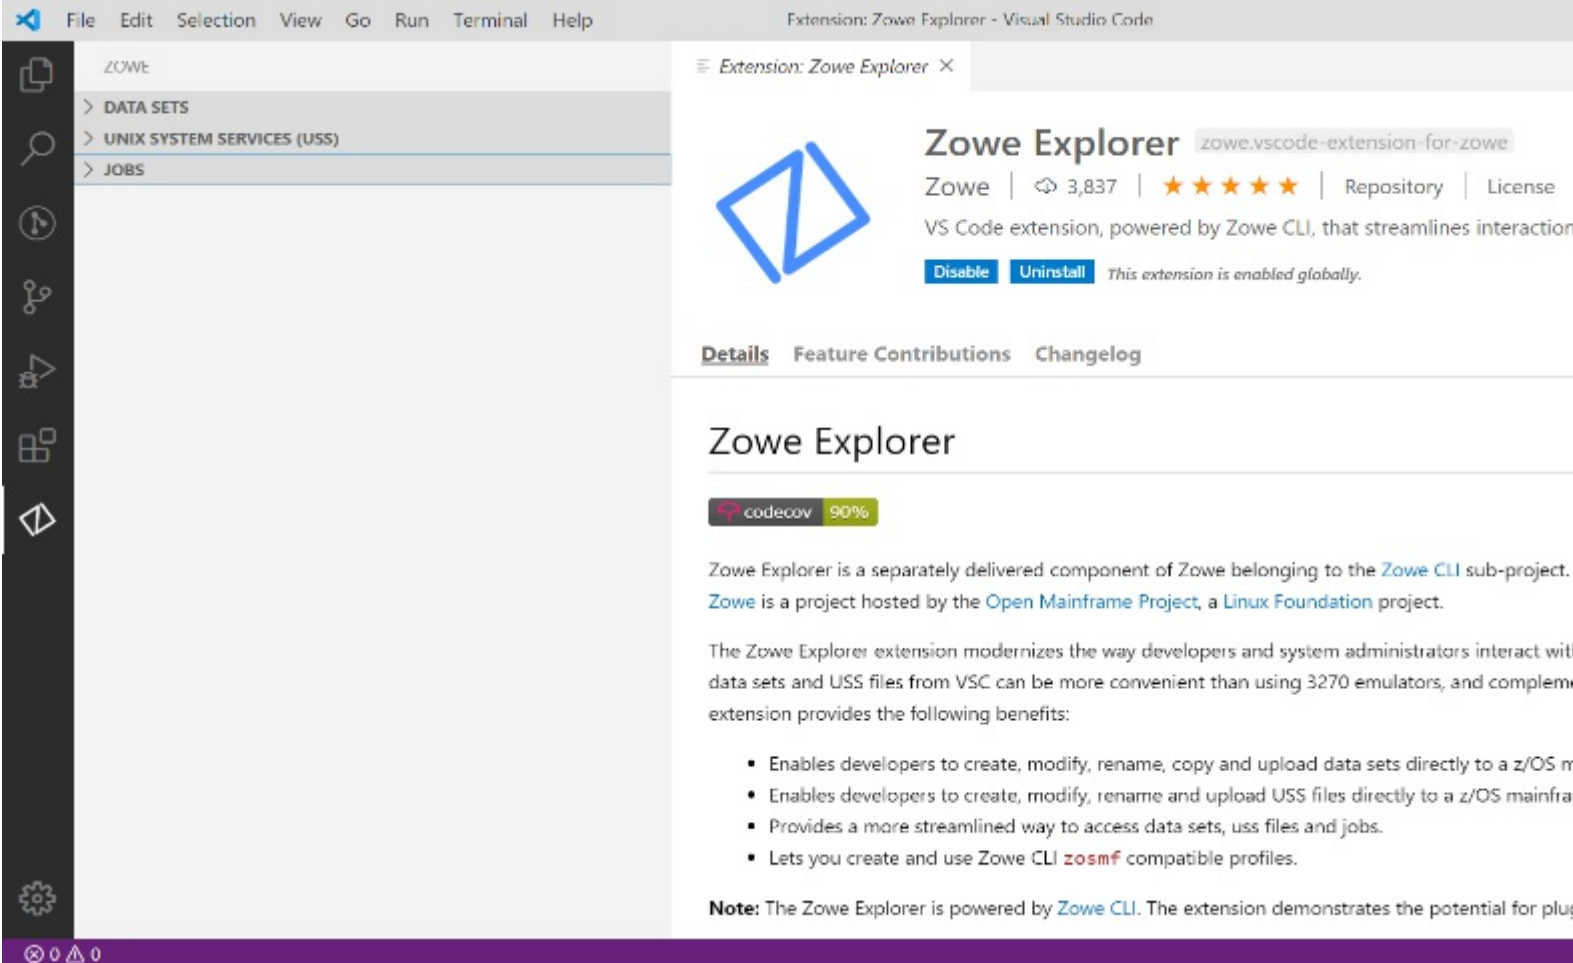 File Edit Selection View Go Run Terminal Help
Extension: Zowe Explorer - Visual Studio Code
ZOWE
DATA SETS
UNIX SYSTEM SERVICES (USS)
JOBS
Extension: Zowe Explorer
Zowe Explorer zowe.vscode-extension-for-zowe
Zowe 3,837 Repository License
VS Code extension, powered by Zowe CLI, that streamlines interaction
Disable Uninstall This extension is enabled globally.
Details Feature Contributions Changelog
Zowe Explorer
codecov 90%
Zowe Explorer is a separately delivered component of Zowe belonging to the Zowe CLI sub-project.
Zowe is a project hosted by the Open Mainframe Project, a Linux Foundation project.
The Zowe Explorer extension modernizes the way developers and system administrators interact with
data sets and USS files from VSC can be more convenient than using 3270 emulators, and compleme
extension provides the following benefits:
Enables developers to create, modify, rename, copy and upload data sets directly to a z/OS m
Enables developers to create, modify, rename and upload USS files directly to a z/OS mainfra
Provides a more streamlined way to access data sets, uss files and jobs.
Lets you create and use Zowe CLI zosmf compatible profiles.
Note: The Zowe Explorer is powered by Zowe CLI. The extension demonstrates the potential for plug
0 0